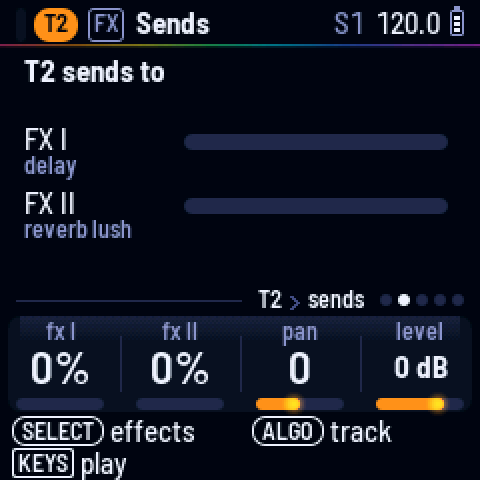 T2 FX Sends S1 120.0
T2 sends to
FX I
delay
FX II
reverb lush
T2 > sends
fx I fx II pan level
0% 0% 0 0 dB
SELECT effects ALGO track
KEYS play